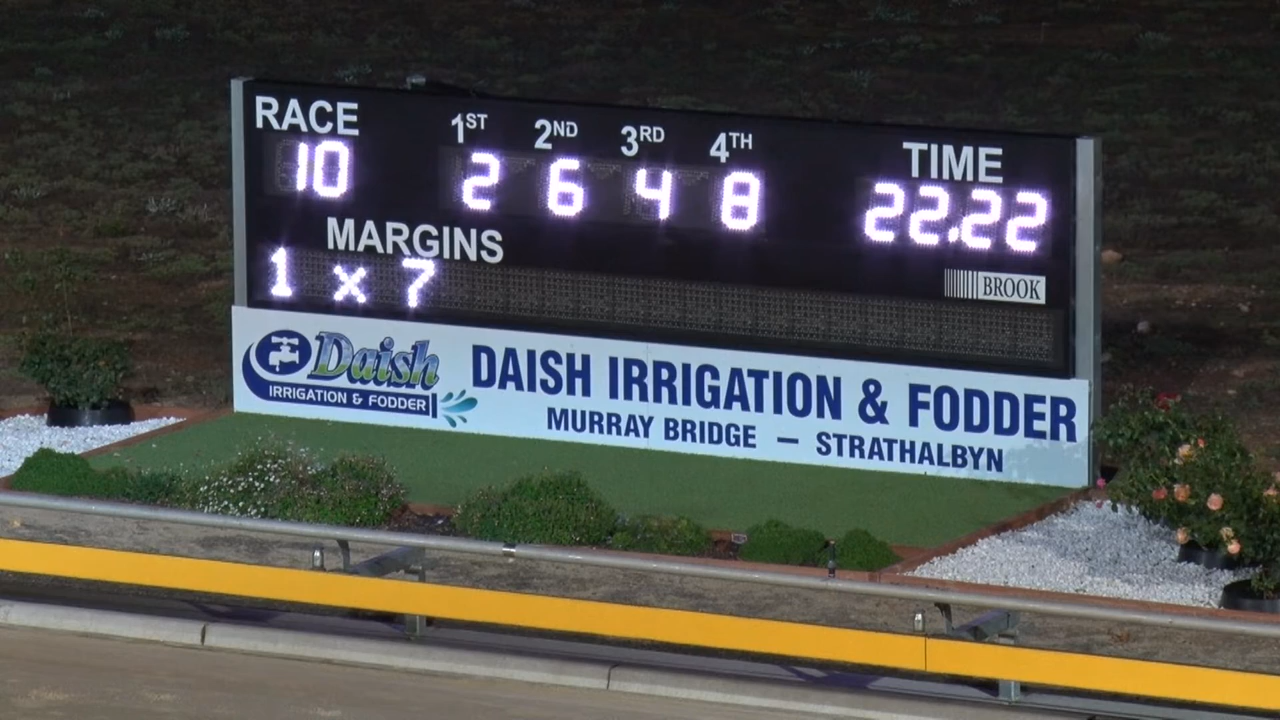 RACE 1ST 2ND 3RD 4TH TIME
10 2 6 4 8 22.22
MARGINS
1 x 7
BROOK
Daish
IRRIGATION & FODDER
DAISH IRRIGATION & FODDER
MURRAY BRIDGE — STRATHALBYN